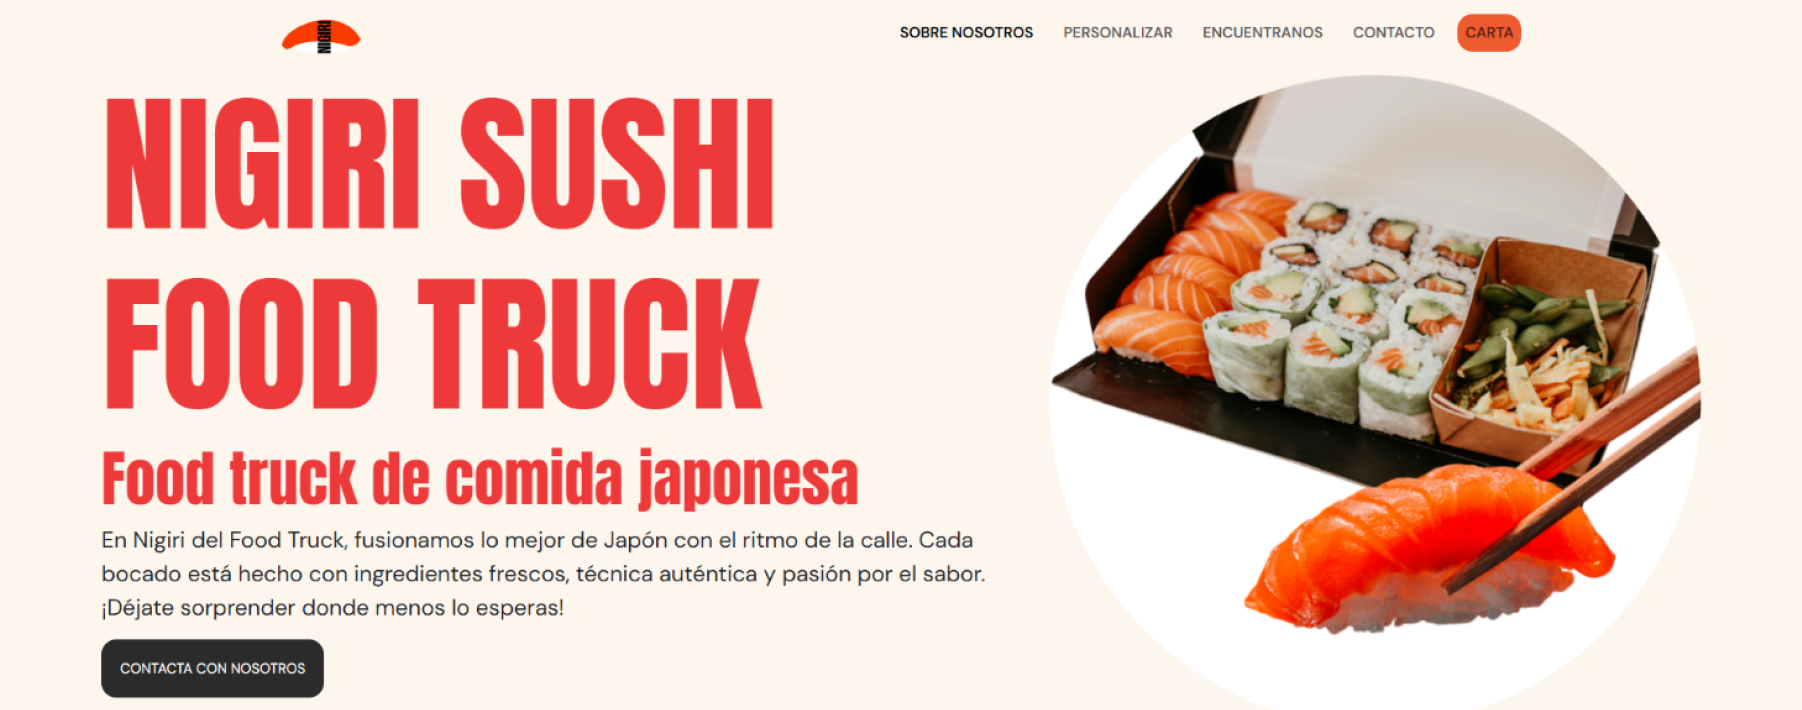 NIGIRI
SOBRE NOSOTROS PERSONALIZAR ENCUENTRANOS CONTACTO CARTA
NIGIRI SUSHI
FOOD TRUCK
Food truck de comida japonesa
En Nigiri del Food Truck, fusionamos lo mejor de Japón con el ritmo de la calle. Cada
bocado está hecho con ingredientes frescos, técnica auténtica y pasión por el sabor.
¡Déjate sorprender donde menos lo esperas!
CONTACTA CON NOSOTROS